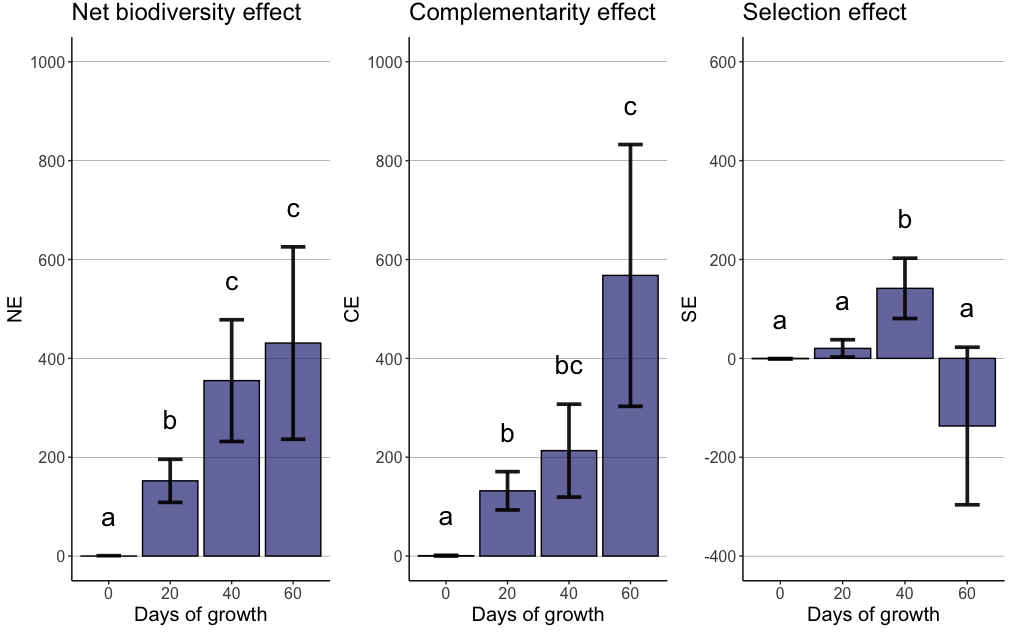 Net biodiversity effect
NE
1000
800
600
400
200
0
a
b
c
c
0 20 40 60
Days of growth
Complementarity effect
CE
1000
800
600
400
200
0
a
b
bc
c
0 20 40 60
Days of growth
Selection effect
SE
600
400
200
0
-200
-400
a
a
b
a
0 20 40 60
Days of growth